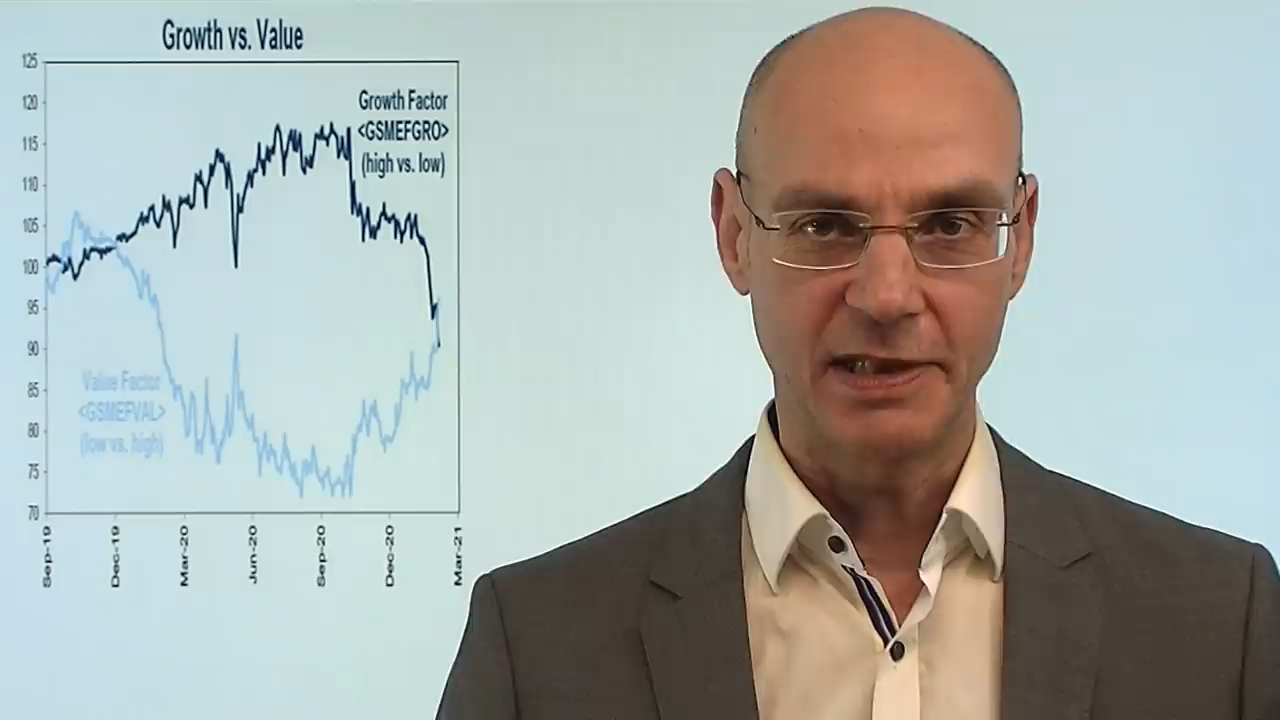 Growth vs. Value
125
120
115
110
105
100
95
90
85
80
75
70
Growth Factor
<GSMEFGRO>
(high vs. low)
Value Factor
<GSMEFVAL>
(low vs. high)
Sep-19
Dec-19
Mar-20
Jun-20
Sep-20
Dec-20
Mar-21